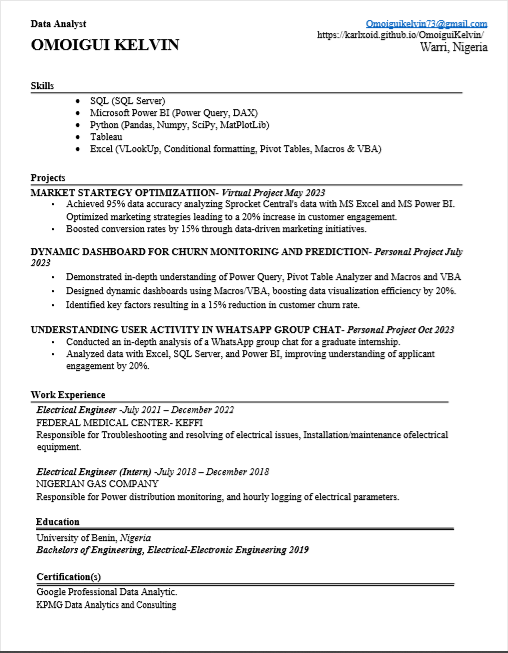 Data Analyst
Omoiguikelvin73@gmail.com
https://karlxoid.github.io/OmoiguiKelvin/
OMOIGUI KELVIN
Warri, Nigeria
Skills
• SQL (SQL Server)
• Microsoft Power BI (Power Query, DAX)
• Python (Pandas, Numpy, SciPy, MatPlotLib)
• Tableau
• Excel (VLookUp, Conditional formatting, Pivot Tables, Macros & VBA)
Projects
MARKET STARTEGY OPTIMIZATIION- Virtual Project May 2023
• Achieved 95% data accuracy analyzing Sprocket Central's data with MS Excel and MS Power BI.
Optimized marketing strategies leading to a 20% increase in customer engagement.
• Boosted conversion rates by 15% through data-driven marketing initiatives.
DYNAMIC DASHBOARD FOR CHURN MONITORING AND PREDICTION- Personal Project July
2023
• Demonstrated in-depth understanding of Power Query, Pivot Table Analyzer and Macros and VBA
• Designed dynamic dashboards using Macros/VBA, boosting data visualization efficiency by 20%.
• Identified key factors resulting in a 15% reduction in customer churn rate.
UNDERSTANDING USER ACTIVITY IN WHATSAPP GROUP CHAT- Personal Project Oct 2023
• Conducted an in-depth analysis of a WhatsApp group chat for a graduate internship.
• Analyzed data with Excel, SQL Server, and Power BI, improving understanding of applicant
engagement by 20%.
Work Experience
Electrical Engineer -July 2021 – December 2022
FEDERAL MEDICAL CENTER- KEFFI
Responsible for Troubleshooting and resolving of electrical issues, Installation/maintenance ofelectrical
equipment.
Electrical Engineer (Intern) -July 2018 – December 2018
NIGERIAN GAS COMPANY
Responsible for Power distribution monitoring, and hourly logging of electrical parameters.
Education
University of Benin, Nigeria
Bachelors of Engineering, Electrical-Electronic Engineering 2019
Certification(s)
Google Professional Data Analytic.
KPMG Data Analytics and Consulting